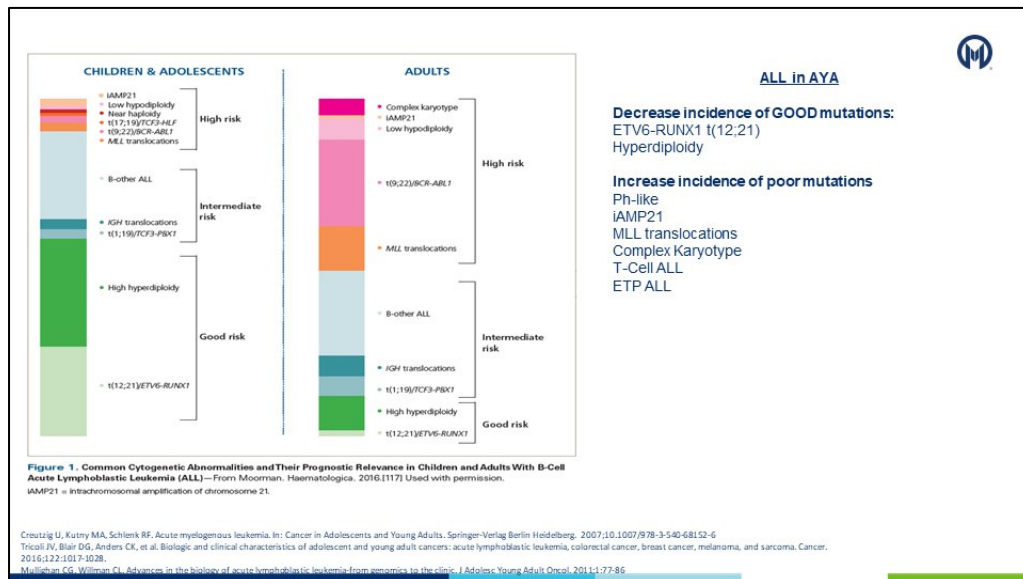 CHILDREN & ADOLESCENTS
iAMP21
Low hypodiploidy
Near haploidy
t(17;19)/TCF3-HLF
t(9;22)/BCR-ABL1
MLL translocations
High risk
B-other ALL
IGH translocations
t(1;19)/TCF3-PBX1
Intermediate
risk
High hyperdiploidy
t(12;21)/ETV6-RUNX1
Good risk
ADULTS
Complex karyotype
iAMP21
Low hypodiploidy
t(9;22)/BCR-ABL1
MLL translocations
High risk
B-other ALL
IGH translocations
t(1;19)/TCF3-PBX1
Intermediate
risk
High hyperdiploidy
t(12;21)/ETV6-RUNX1
Good risk
Figure 1. Common Cytogenetic Abnormalities and Their Prognostic Relevance in Children and Adults With B-Cell
Acute Lymphoblastic Leukemia (ALL)—From Moorman. Haematologica. 2016.[117] Used with permission.
iAMP21 = intrachromosomal amplification of chromosome 21.
ALL in AYA
Decrease incidence of GOOD mutations:
ETV6-RUNX1 t(12;21)
Hyperdiploidy
Increase incidence of poor mutations
Ph-like
iAMP21
MLL translocations
Complex Karyotype
T-Cell ALL
ETP ALL
Creutzig U, Kutny MA, Schlenk RF. Acute myelogenous leukemia. In: Cancer in Adolescents and Young Adults. Springer-Verlag Berlin Heidelberg. 2007;10.1007/978-3-540-68152-6
Tricoli JV, Blair DG, Anders CK, et al. Biologic and clinical characteristics of adolescent and young adult cancers: acute lymphoblastic leukemia, colorectal cancer, breast cancer, melanoma, and sarcoma. Cancer.
2016;122:1017-1028.
Mullighan CG, Willman CL. Advances in the biology of acute lymphoblastic leukemia-from genomics to the clinic. J Adolesc Young Adult Oncol. 2011;1:77-86